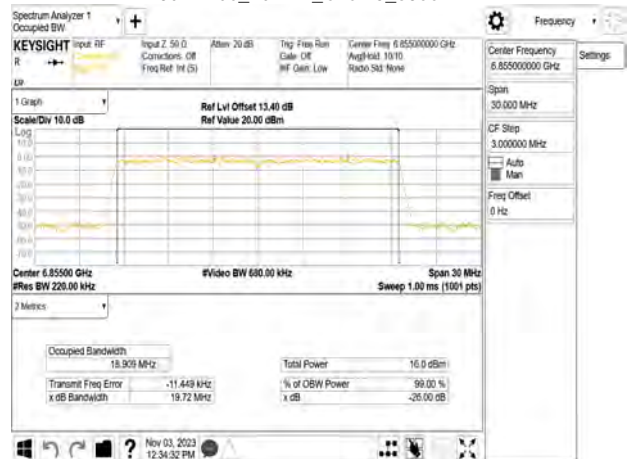 Spectrum Analyzer 1
Occupied BW
Frequency
KEYSIGHT
Input: RF
Input Z: 50 Ω
Corrections: Off
Freq Ref: Int (S)
Atten: 20 dB
Trig: Free Run
Gate: Off
#IF Gain: Low
Center Freq: 6.855000000 GHz
Avg|Hold: 10/10
Radio Std: None
Center Frequency
6.855000000 GHz
Settings
Span
30.000 MHz
CF Step
3.000000 MHz
Auto
Man
Freq Offset
0 Hz
1 Graph
Scale/Div 10.0 dB
Ref Lvl Offset 13.40 dB
Ref Value 20.00 dBm
Log
10.0
0.00
Center 6.85500 GHz
#Res BW 220.00 kHz
#Video BW 680.00 kHz
Span 30 MHz
Sweep 1.00 ms (1001 pts)
2 Metrics
Occupied Bandwidth
18.909 MHz
Total Power 16.0 dBm
Transmit Freq Error -11.449 kHz
% of OBW Power 99.00 %
x dB Bandwidth 19.72 MHz
x dB -26.00 dB
Nov 03, 2023
12:34:32 PM